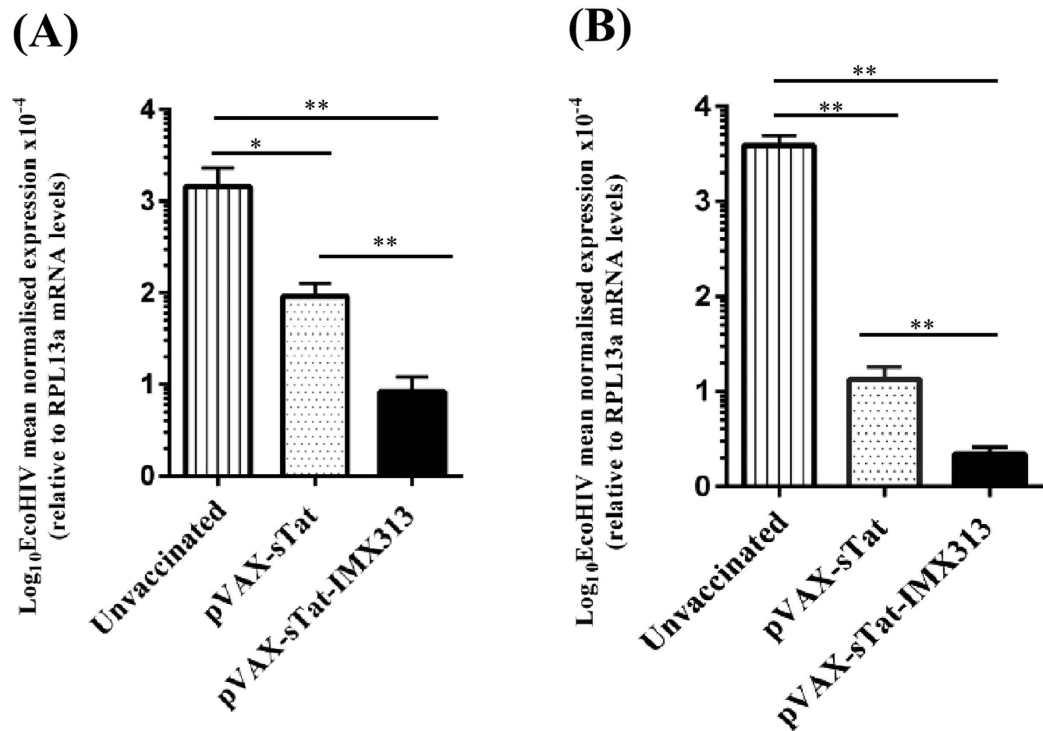 (A)
Log10EcoHIV mean normalised expression x10-4
(relative to RPL13a mRNA levels)
**
*
**
4
3
2
1
0
Unvaccinated
pVAX-sTat
pVAX-sTat-IMX313
(B)
Log10EcoHIV mean normalised expression x10-4
(relative to RPL13a mRNA levels)
**
**
**
4
3
2
1
0
Unvaccinated
pVAX-sTat
pVAX-sTat-IMX313